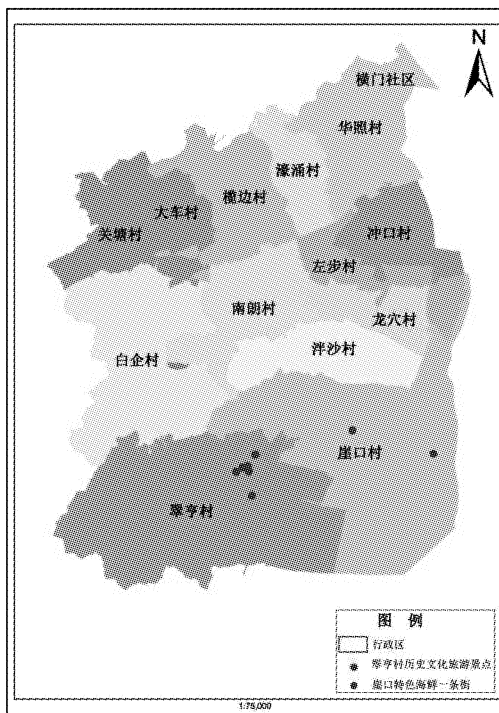 N
横门社区
华照村
濠涌村
榄边村
大车村
关塘村
冲口村
左步村
南朗村
龙穴村
泮沙村
白企村
崖口村
翠亨村
图 例
行政区
翠亨村历史文化旅游景点
崖口特色海鲜一条街
1:75,000